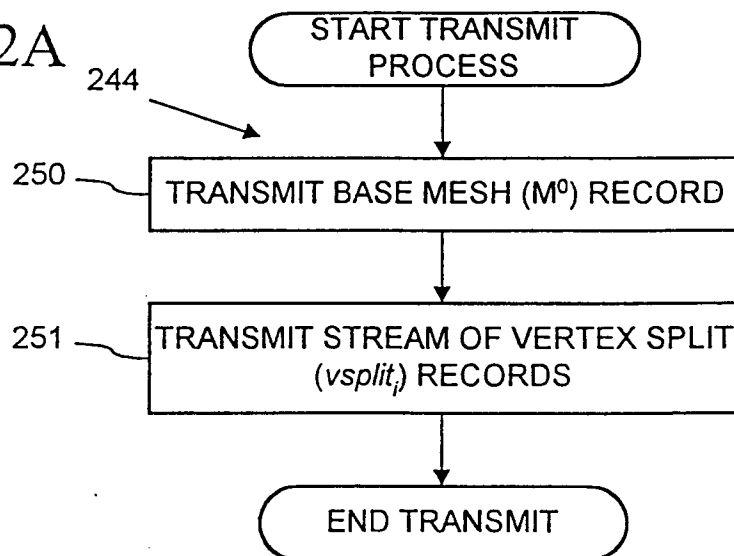 2A
244
START TRANSMIT
PROCESS
250
TRANSMIT BASE MESH (M⁰) RECORD
251
TRANSMIT STREAM OF VERTEX SPLIT
(vsplitᵢ) RECORDS
END TRANSMIT